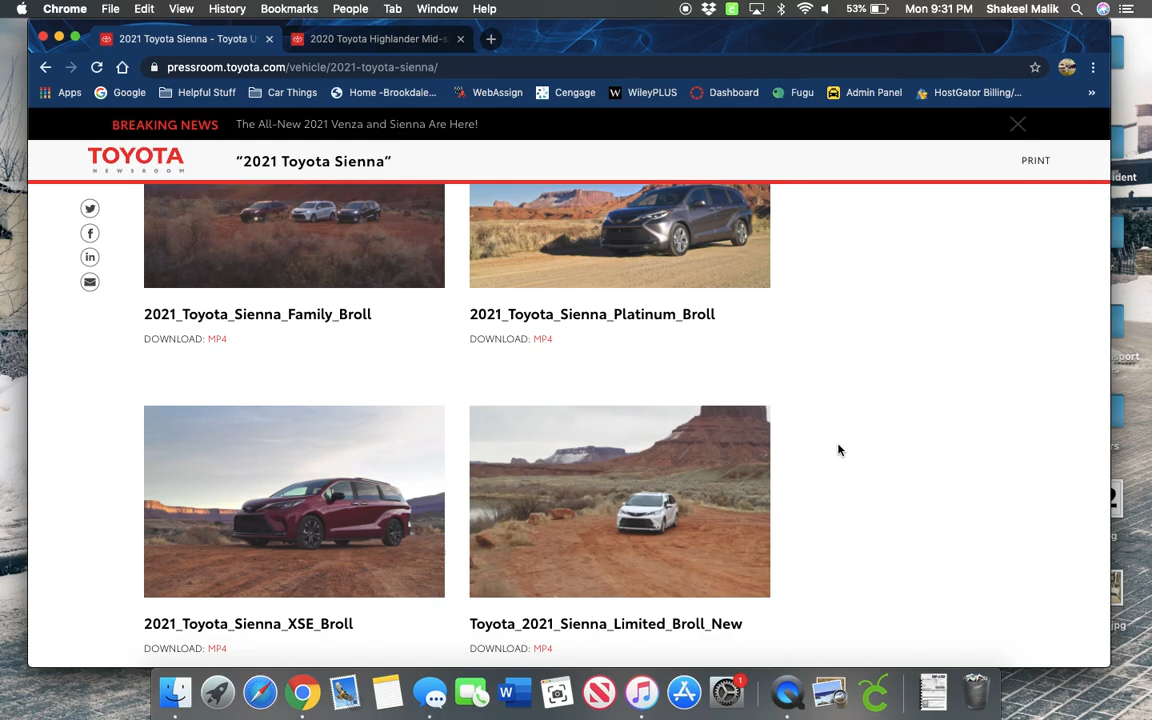 Chrome File Edit View History Bookmarks People Tab Window Help 53% Mon 9:31 PM Shakeel Malik
2021 Toyota Sienna - Toyota U 2020 Toyota Highlander Mid-s
pressroom.toyota.com/vehicle/2021-toyota-sienna/
Apps Google Helpful Stuff Car Things Home -Brookdale... WebAssign Cengage WileyPLUS Dashboard Fugu Admin Panel HostGator Billing/... »
BREAKING NEWS The All-New 2021 Venza and Sienna Are Here!
TOYOTA
NEWSROOM
“2021 Toyota Sienna”
PRINT
ident
2021_Toyota_Sienna_Family_Broll 2021_Toyota_Sienna_Platinum_Broll
DOWNLOAD: MP4 DOWNLOAD: MP4
sport
2021_Toyota_Sienna_XSE_Broll Toyota_2021_Sienna_Limited_Broll_New
DOWNLOAD: MP4 DOWNLOAD: MP4
.jpg
1